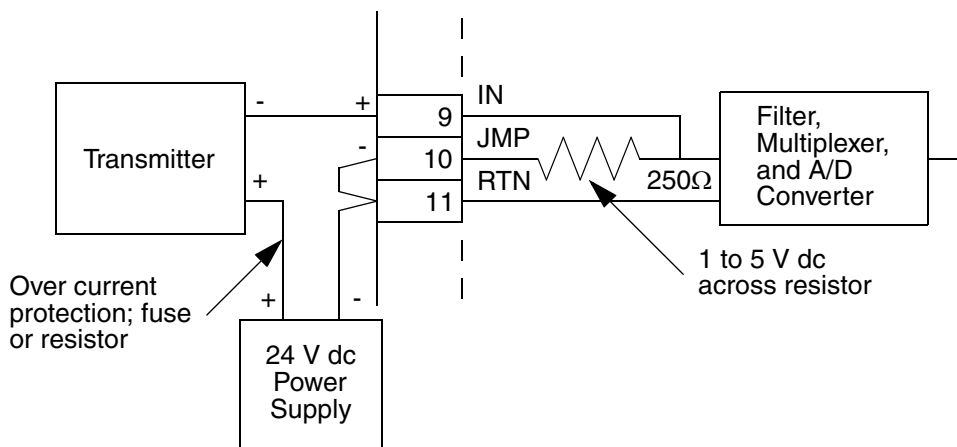 IN
-
+
9
Filter,
Multiplexer,
and A/D
Converter
JMP
Transmitter
-
10
RTN
250Ω
+
11
1 to 5 V dc
across resistor
Over current
protection; fuse
or resistor
+
-
24 V dc
Power
Supply